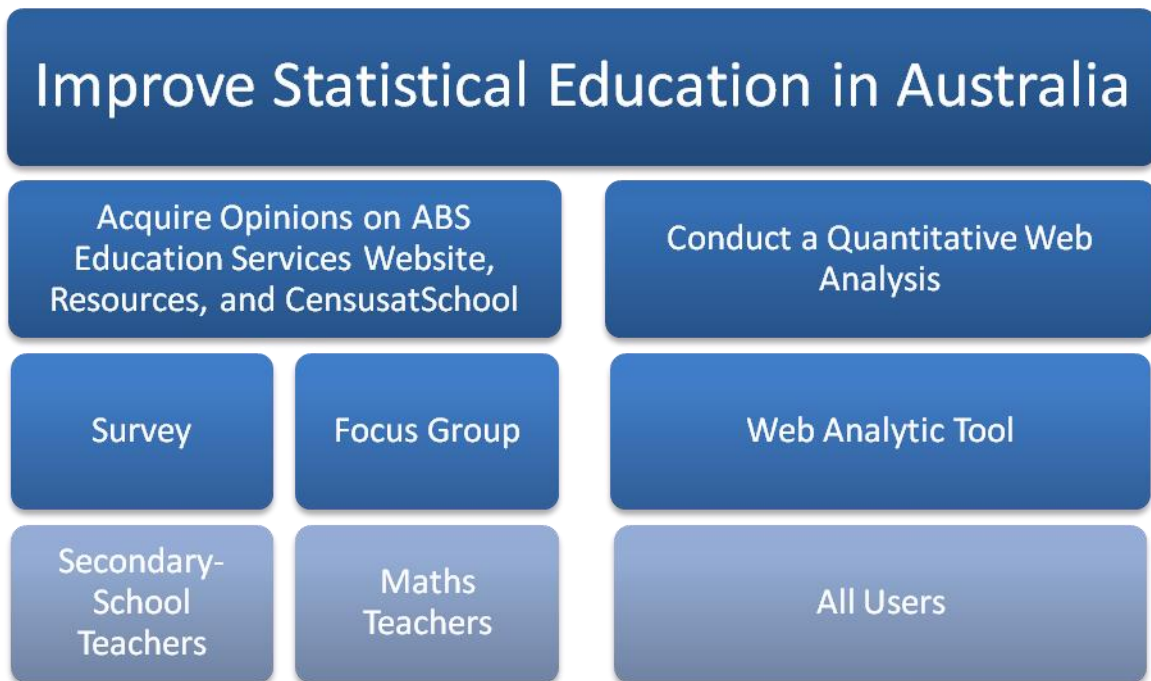 Improve Statistical Education in Australia
Acquire Opinions on ABS
Education Services Website,
Resources, and CensusatSchool
Conduct a Quantitative Web
Analysis
Survey
Focus Group
Web Analytic Tool
Secondary-
School
Teachers
Maths
Teachers
All Users